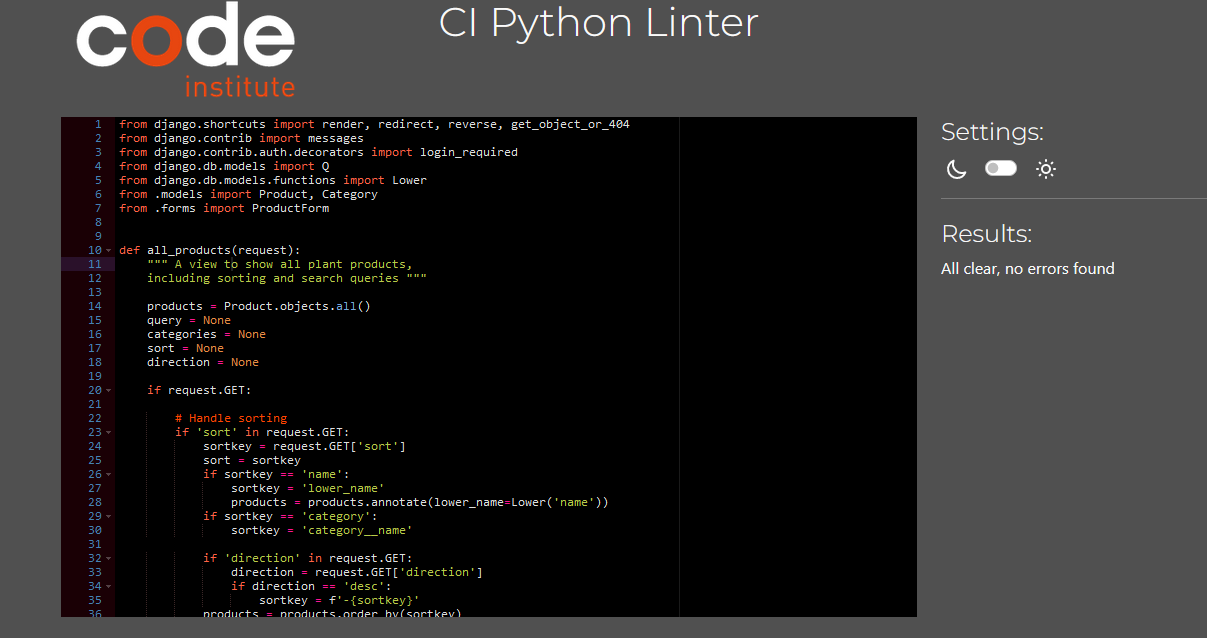 code
institute
CI Python Linter
1 from django.shortcuts import render, redirect, reverse, get_object_or_404
2 from django.contrib import messages
3 from django.contrib.auth.decorators import login_required
4 from django.db.models import Q
5 from django.db.models.functions import Lower
6 from .models import Product, Category
7 from .forms import ProductForm
8
9
10 def all_products(request):
11     """ A view to show all plant products,
12     including sorting and search queries """
13
14     products = Product.objects.all()
15     query = None
16     categories = None
17     sort = None
18     direction = None
19
20     if request.GET:
21
22         # Handle sorting
23         if 'sort' in request.GET:
24             sortkey = request.GET['sort']
25             sort = sortkey
26             if sortkey == 'name':
27                 sortkey = 'lower_name'
28                 products = products.annotate(lower_name=Lower('name'))
29             if sortkey == 'category':
30                 sortkey = 'category__name'
31
32             if 'direction' in request.GET:
33                 direction = request.GET['direction']
34                 if direction == 'desc':
35                     sortkey = f'-{sortkey}'
36             products = products.order_by(sortkey)
Settings:
Results:
All clear, no errors found